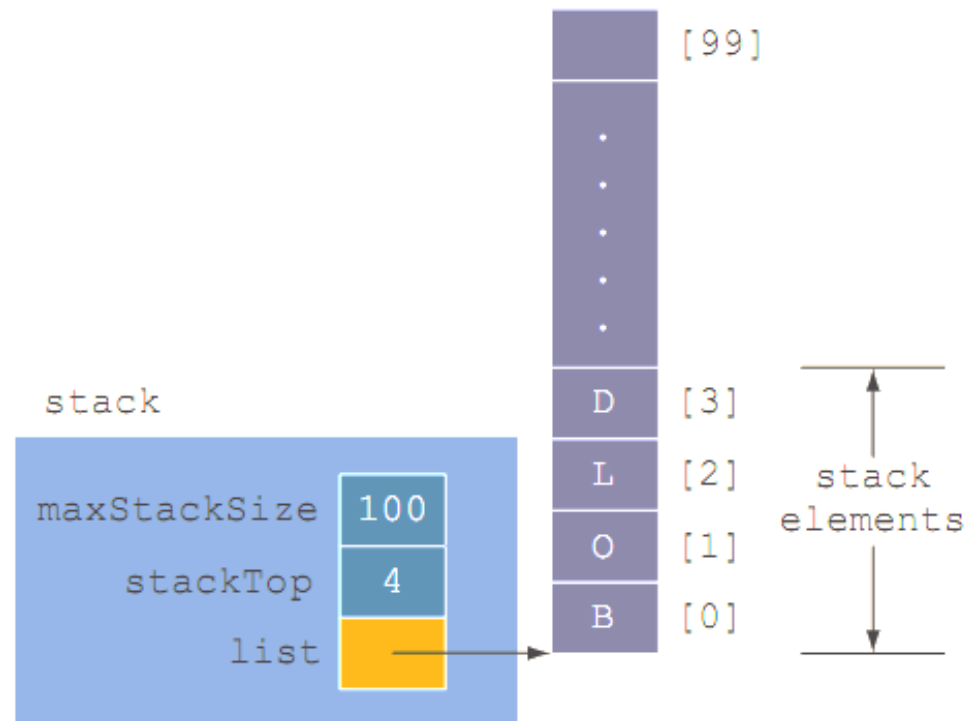 [99]
.
.
.
.
.
D [3]
L [2]
O [1]
B [0]
stack
elements
stack
maxStackSize 100
stackTop 4
list